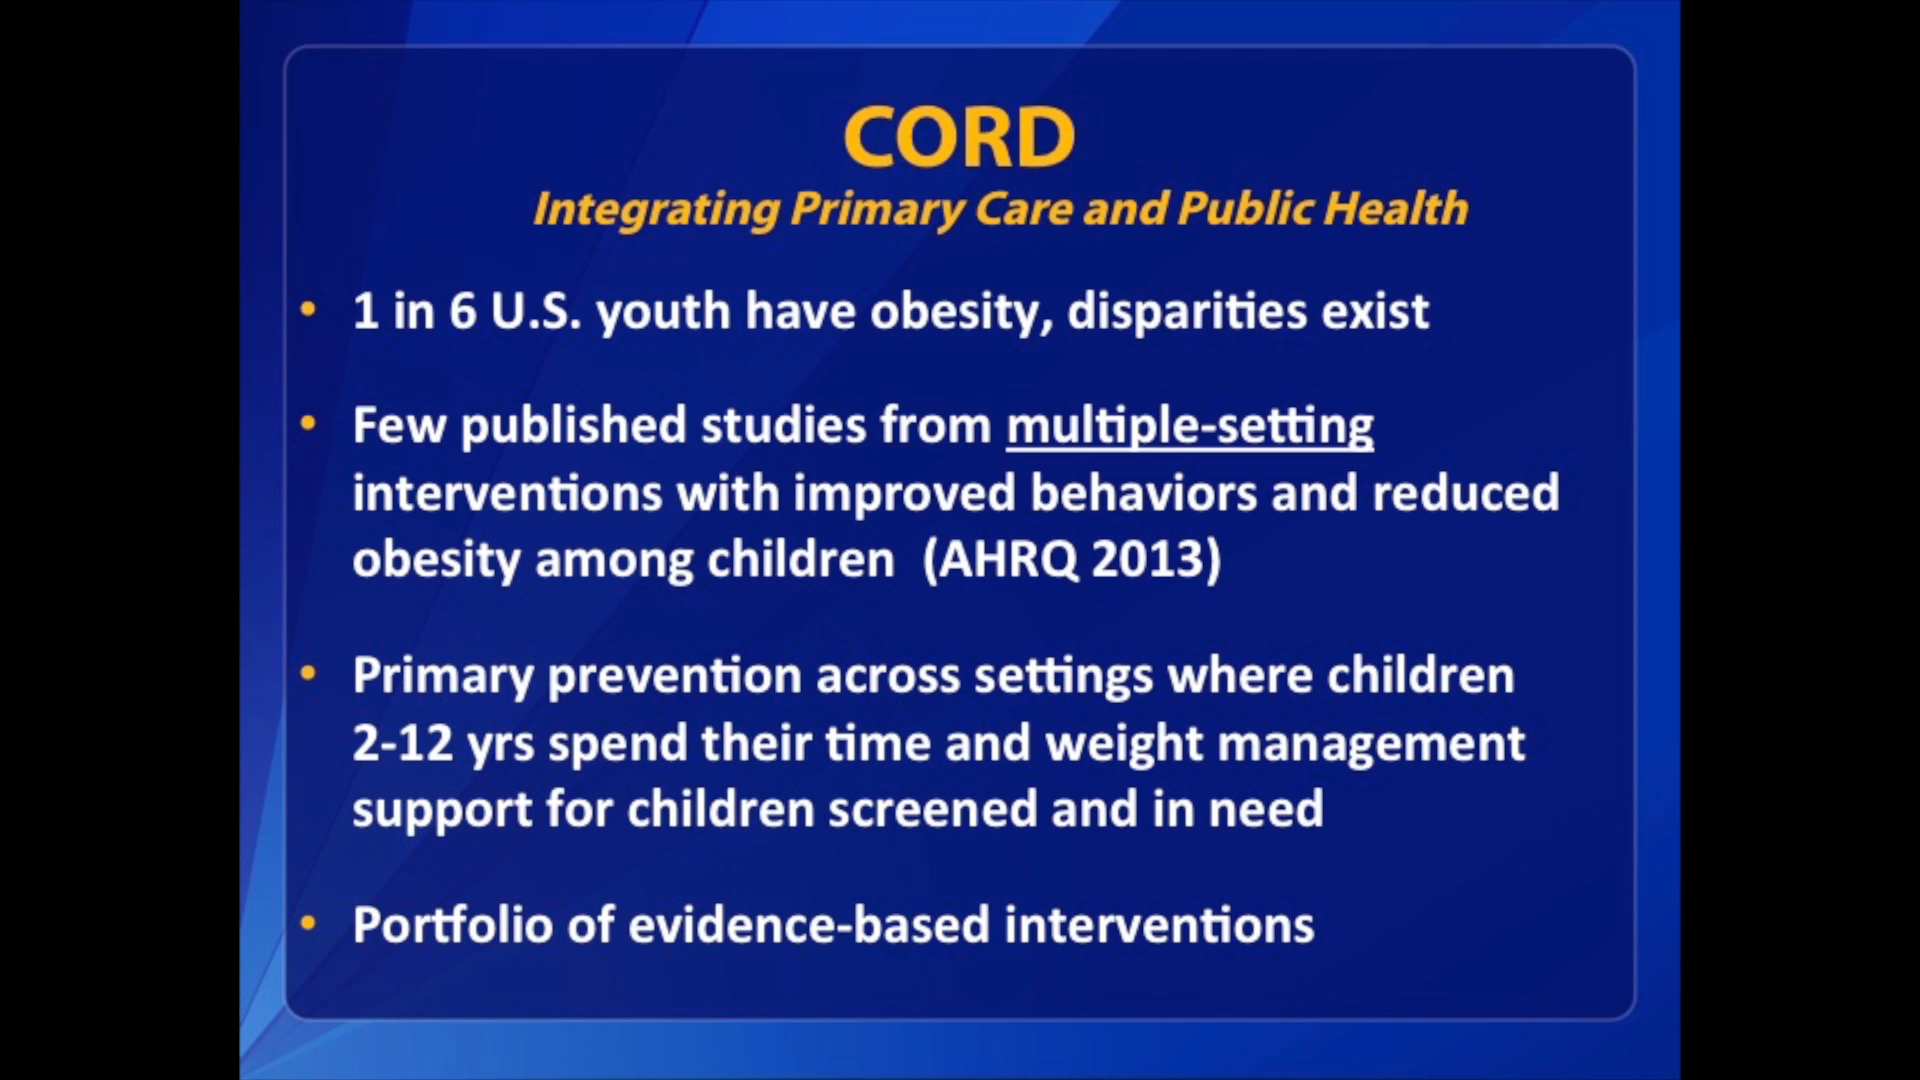 CORD
Integrating Primary Care and Public Health
• 1 in 6 U.S. youth have obesity, disparities exist
• Few published studies from multiple-setting
interventions with improved behaviors and reduced
obesity among children (AHRQ 2013)
• Primary prevention across settings where children
2-12 yrs spend their time and weight management
support for children screened and in need
• Portfolio of evidence-based interventions